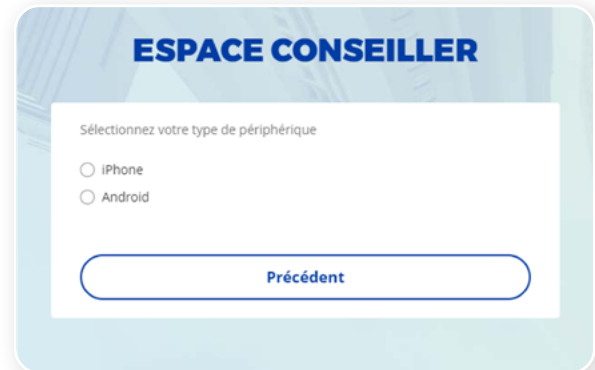 ESPACE CONSEILLER
Sélectionnez votre type de périphérique
iPhone
Android
Précédent